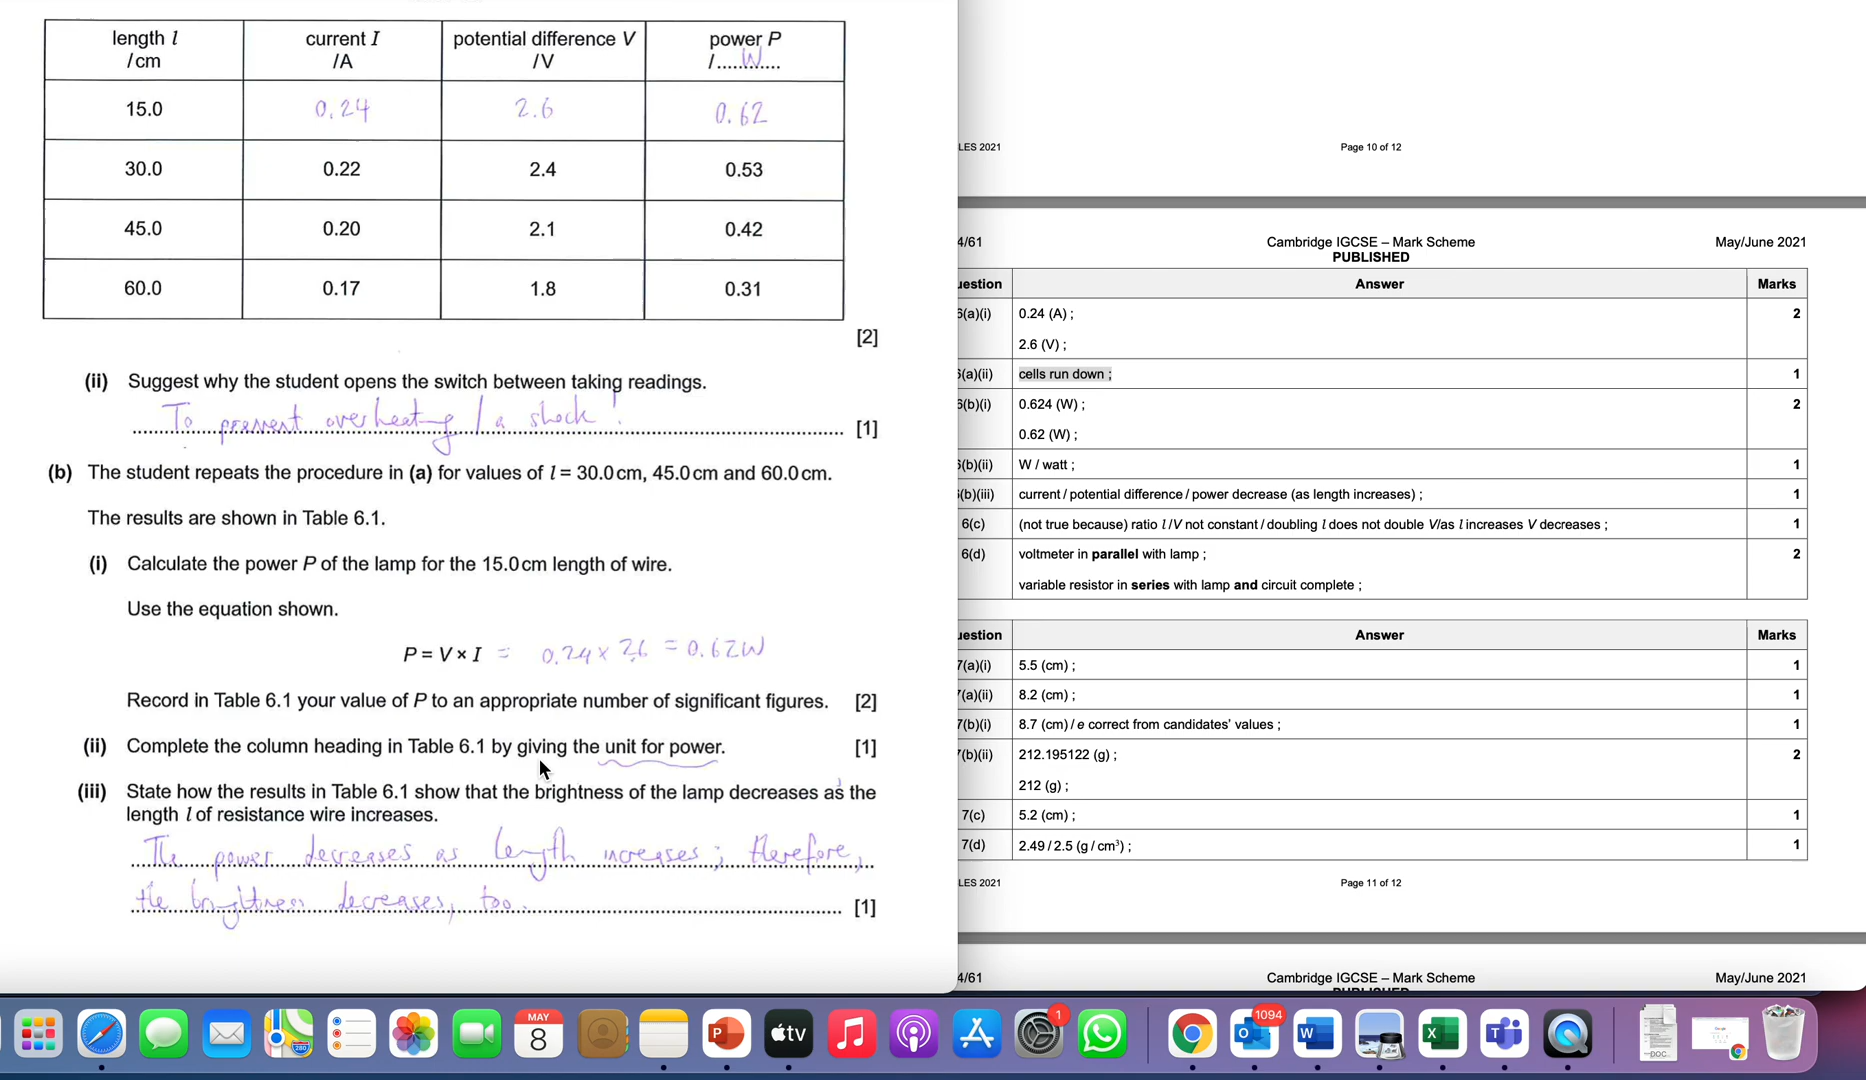 length l /cm
current I /A
potential difference V /V
power P /............ W
15.0 0.24 2.6 0.62
30.0 0.22 2.4 0.53
45.0 0.20 2.1 0.42
60.0 0.17 1.8 0.31
[2]
(ii) Suggest why the student opens the switch between taking readings.
To prevent overheating / a shock! [1]
(b) The student repeats the procedure in (a) for values of l = 30.0 cm, 45.0 cm and 60.0 cm.
The results are shown in Table 6.1.
(i) Calculate the power P of the lamp for the 15.0 cm length of wire.
Use the equation shown.
P = V × I = 0.24 × 2.6 = 0.62W
Record in Table 6.1 your value of P to an appropriate number of significant figures. [2]
(ii) Complete the column heading in Table 6.1 by giving the unit for power. [1]
(iii) State how the results in Table 6.1 show that the brightness of the lamp decreases as the
length l of resistance wire increases.
The power decreases as length increases; therefore,
the brightness decreases, too. [1]
LES 2021 Page 10 of 12
4/61 Cambridge IGCSE – Mark Scheme May/June 2021
PUBLISHED
uestion Answer Marks
6(a)(i) 0.24 (A) ; 2
2.6 (V) ;
6(a)(ii) cells run down ; 1
6(b)(i) 0.624 (W) ; 2
0.62 (W) ;
6(b)(ii) W / watt ; 1
6(b)(iii) current / potential difference / power decrease (as length increases) ; 1
6(c) (not true because) ratio l / V not constant / doubling l does not double V/as l increases V decreases ; 1
6(d) voltmeter in parallel with lamp ; 2
variable resistor in series with lamp and circuit complete ;
uestion Answer Marks
7(a)(i) 5.5 (cm) ; 1
7(a)(ii) 8.2 (cm) ; 1
7(b)(i) 8.7 (cm) / e correct from candidates' values ; 1
7(b)(ii) 212.195122 (g) ; 2
212 (g) ;
7(c) 5.2 (cm) ; 1
7(d) 2.49 / 2.5 (g / cm³) ; 1
LES 2021 Page 11 of 12
4/61 Cambridge IGCSE – Mark Scheme May/June 2021
PUBLISHED
280
MAY
8
P
tv
1
1094
O
W
X
T
DOC